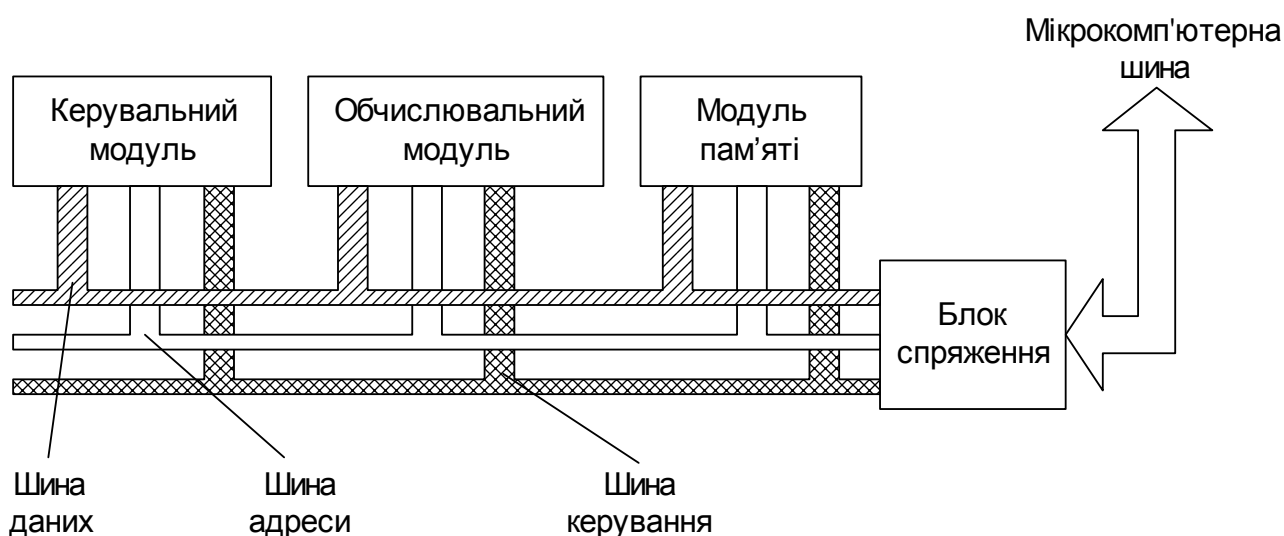 Мікрокомп'ютерна
шина
Керувальний
модуль
Обчислювальний
модуль
Модуль
пам’яті
Блок
спряження
Шина
даних
Шина
адреси
Шина
керування